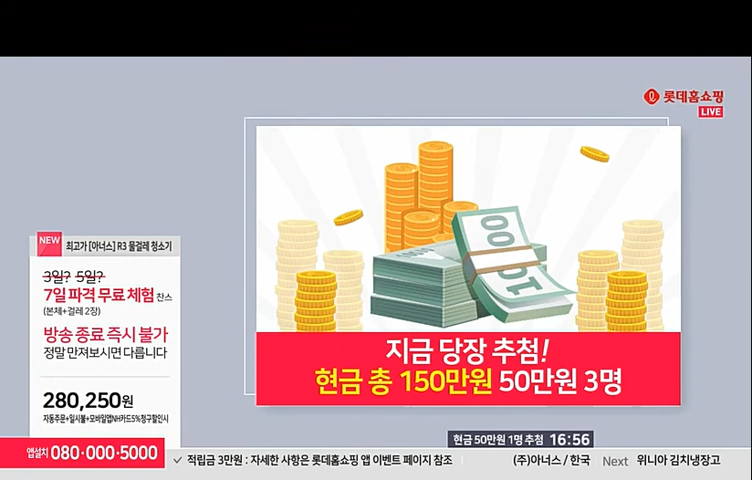 롯데홈쇼핑
LIVE
NEW
최고가 [아너스] R3 물걸레 청소기
3일? 5일?
7일 파격 무료 체험 찬스
(본체+걸레 2장)
방송 종료 즉시 불가
정말 만져보시면 다릅니다
280,250원
자동주문+일시불+모바일앱NH카드5%청구할인시
100
101
지금 당장 추첨!
현금 총 150만원 50만원 3명
현금 50만원 1명 추첨 16:56
앱설치 080·000·5000
적립금 3만원 : 자세한 사항은 롯데홈쇼핑 앱 이벤트 페이지 참조
(주)아너스 / 한국
Next 위니아 김치냉장고